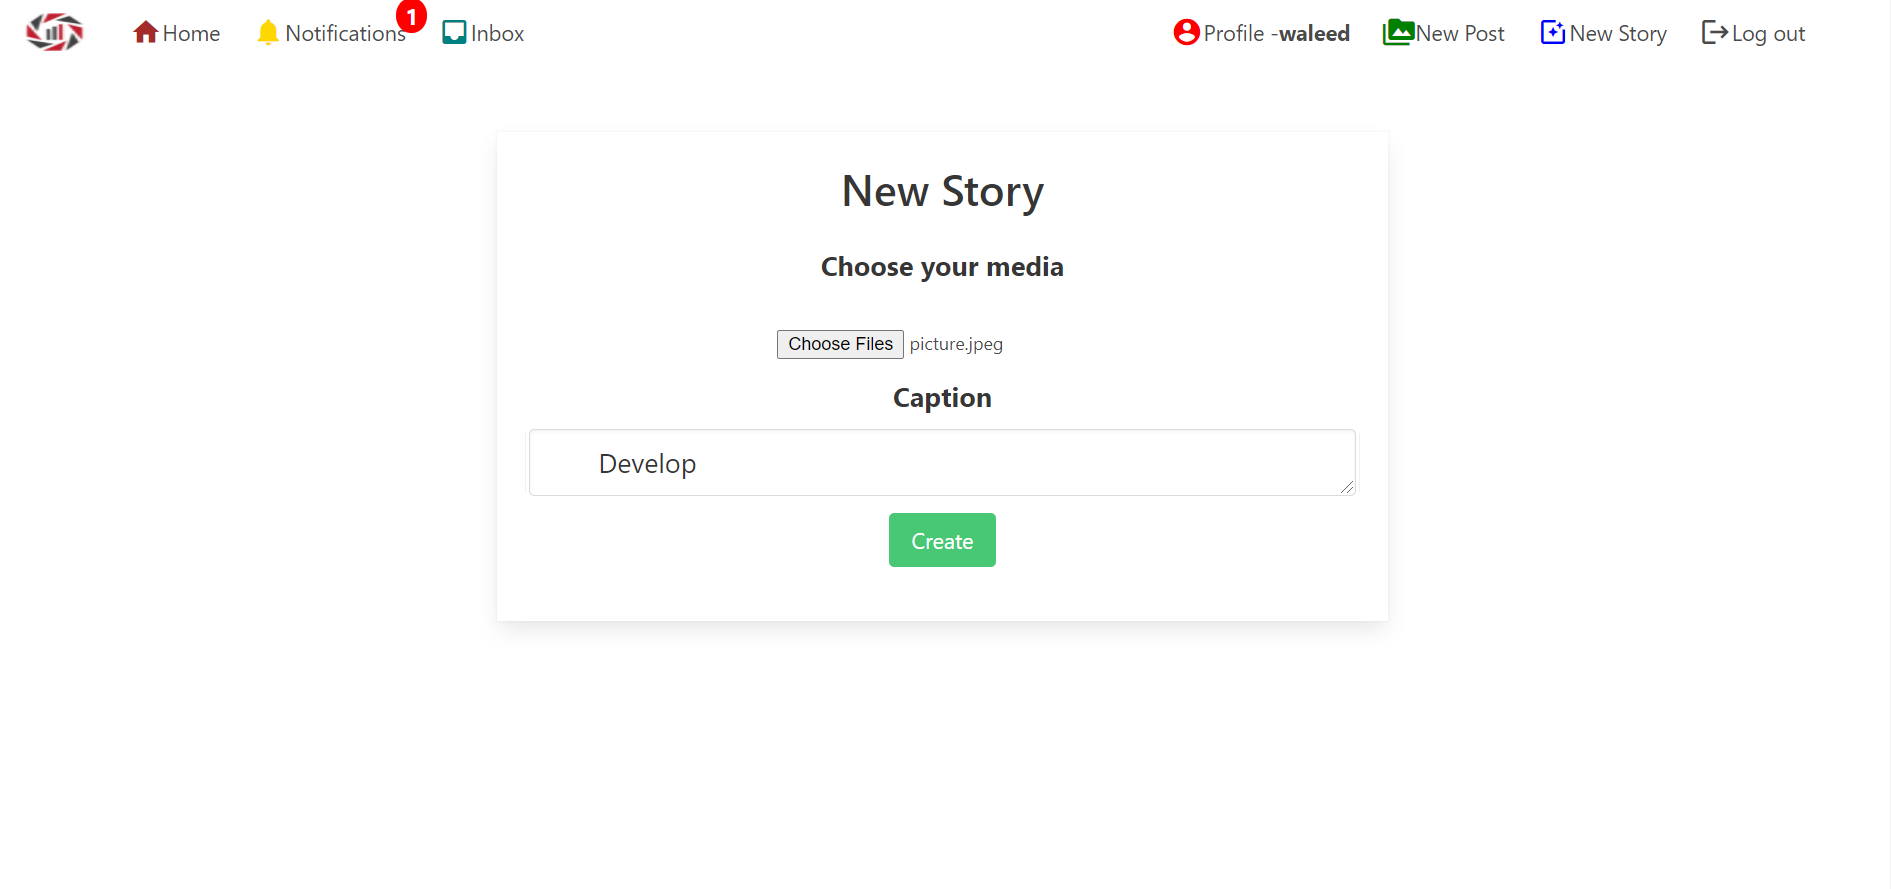 Home Notifications 1 Inbox Profile -waleed New Post New Story Log out
New Story
Choose your media
Choose Files picture.jpeg
Caption
Develop
Create